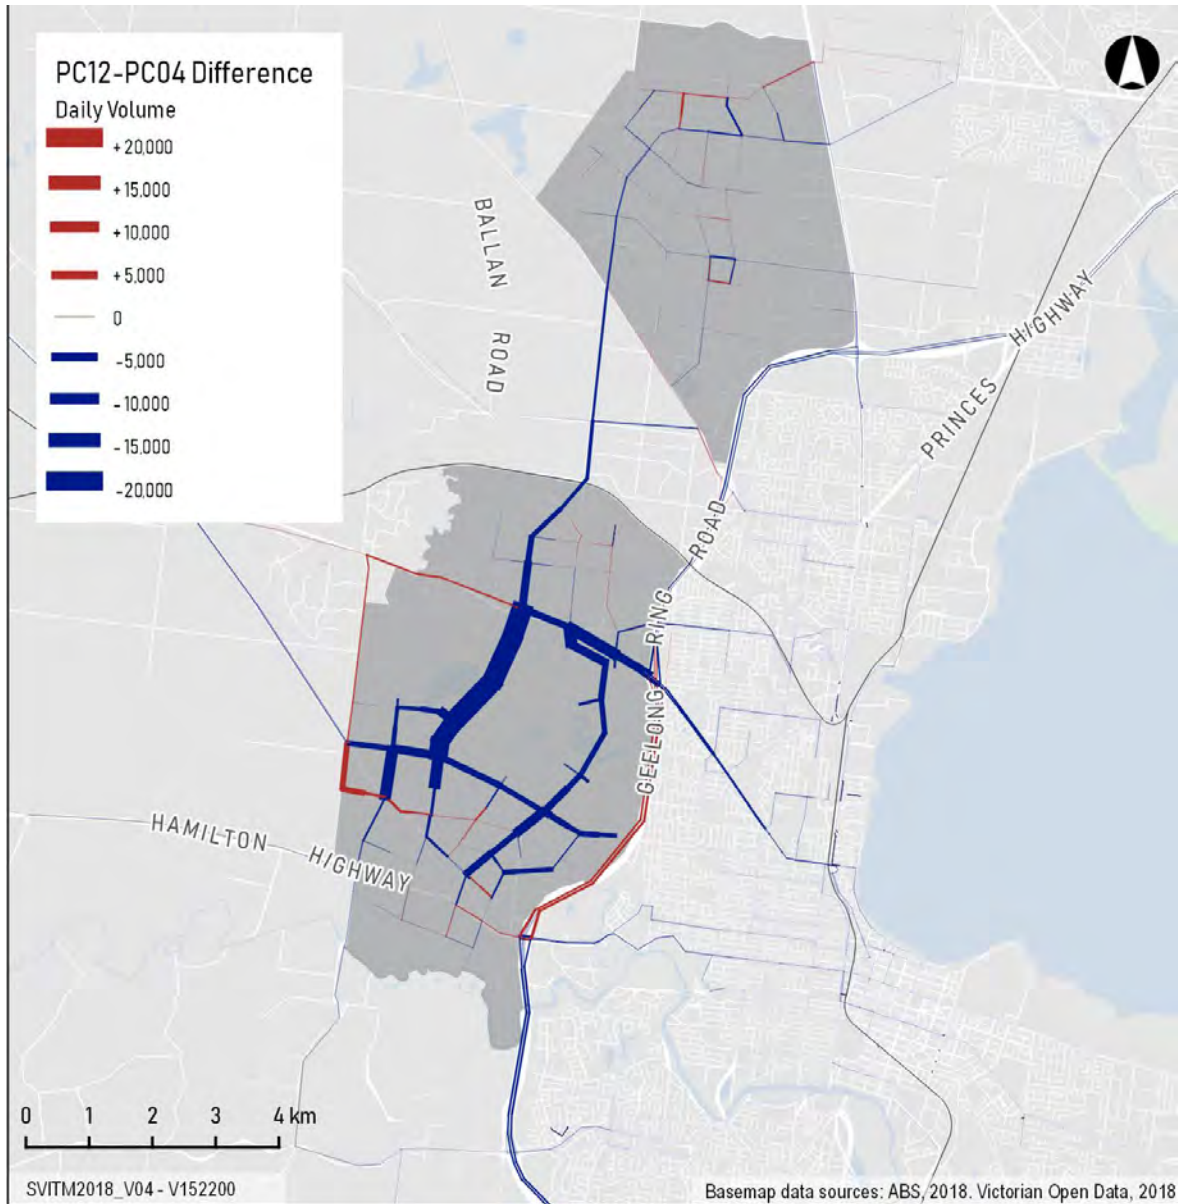 PC12-PC04 Difference
Daily Volume
+20,000
+15,000
+10,000
+5,000
0
-5,000
-10,000
-15,000
-20,000
BALLAN
ROAD
PRINCES
HIGHWAY
GEELONG RING
ROAD
HAMILTON
HIGHWAY
0 1 2 3 4 km
SVITM2018_V04 - V152200
Basemap data sources: ABS, 2018. Victorian Open Data, 2018